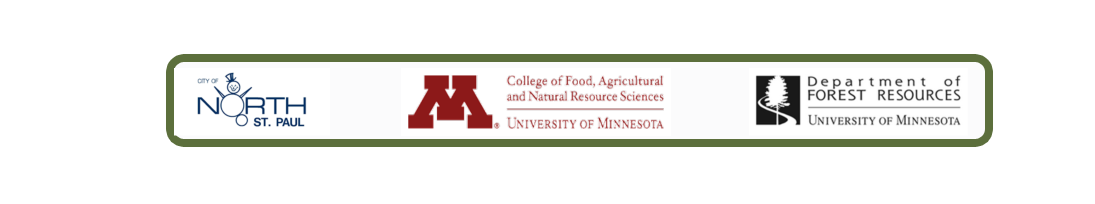 CITY OF
NORTH
ST. PAUL
M
College of Food, Agricultural
and Natural Resource Sciences
UNIVERSITY OF MINNESOTA
Department of
FOREST RESOURCES
UNIVERSITY OF MINNESOTA